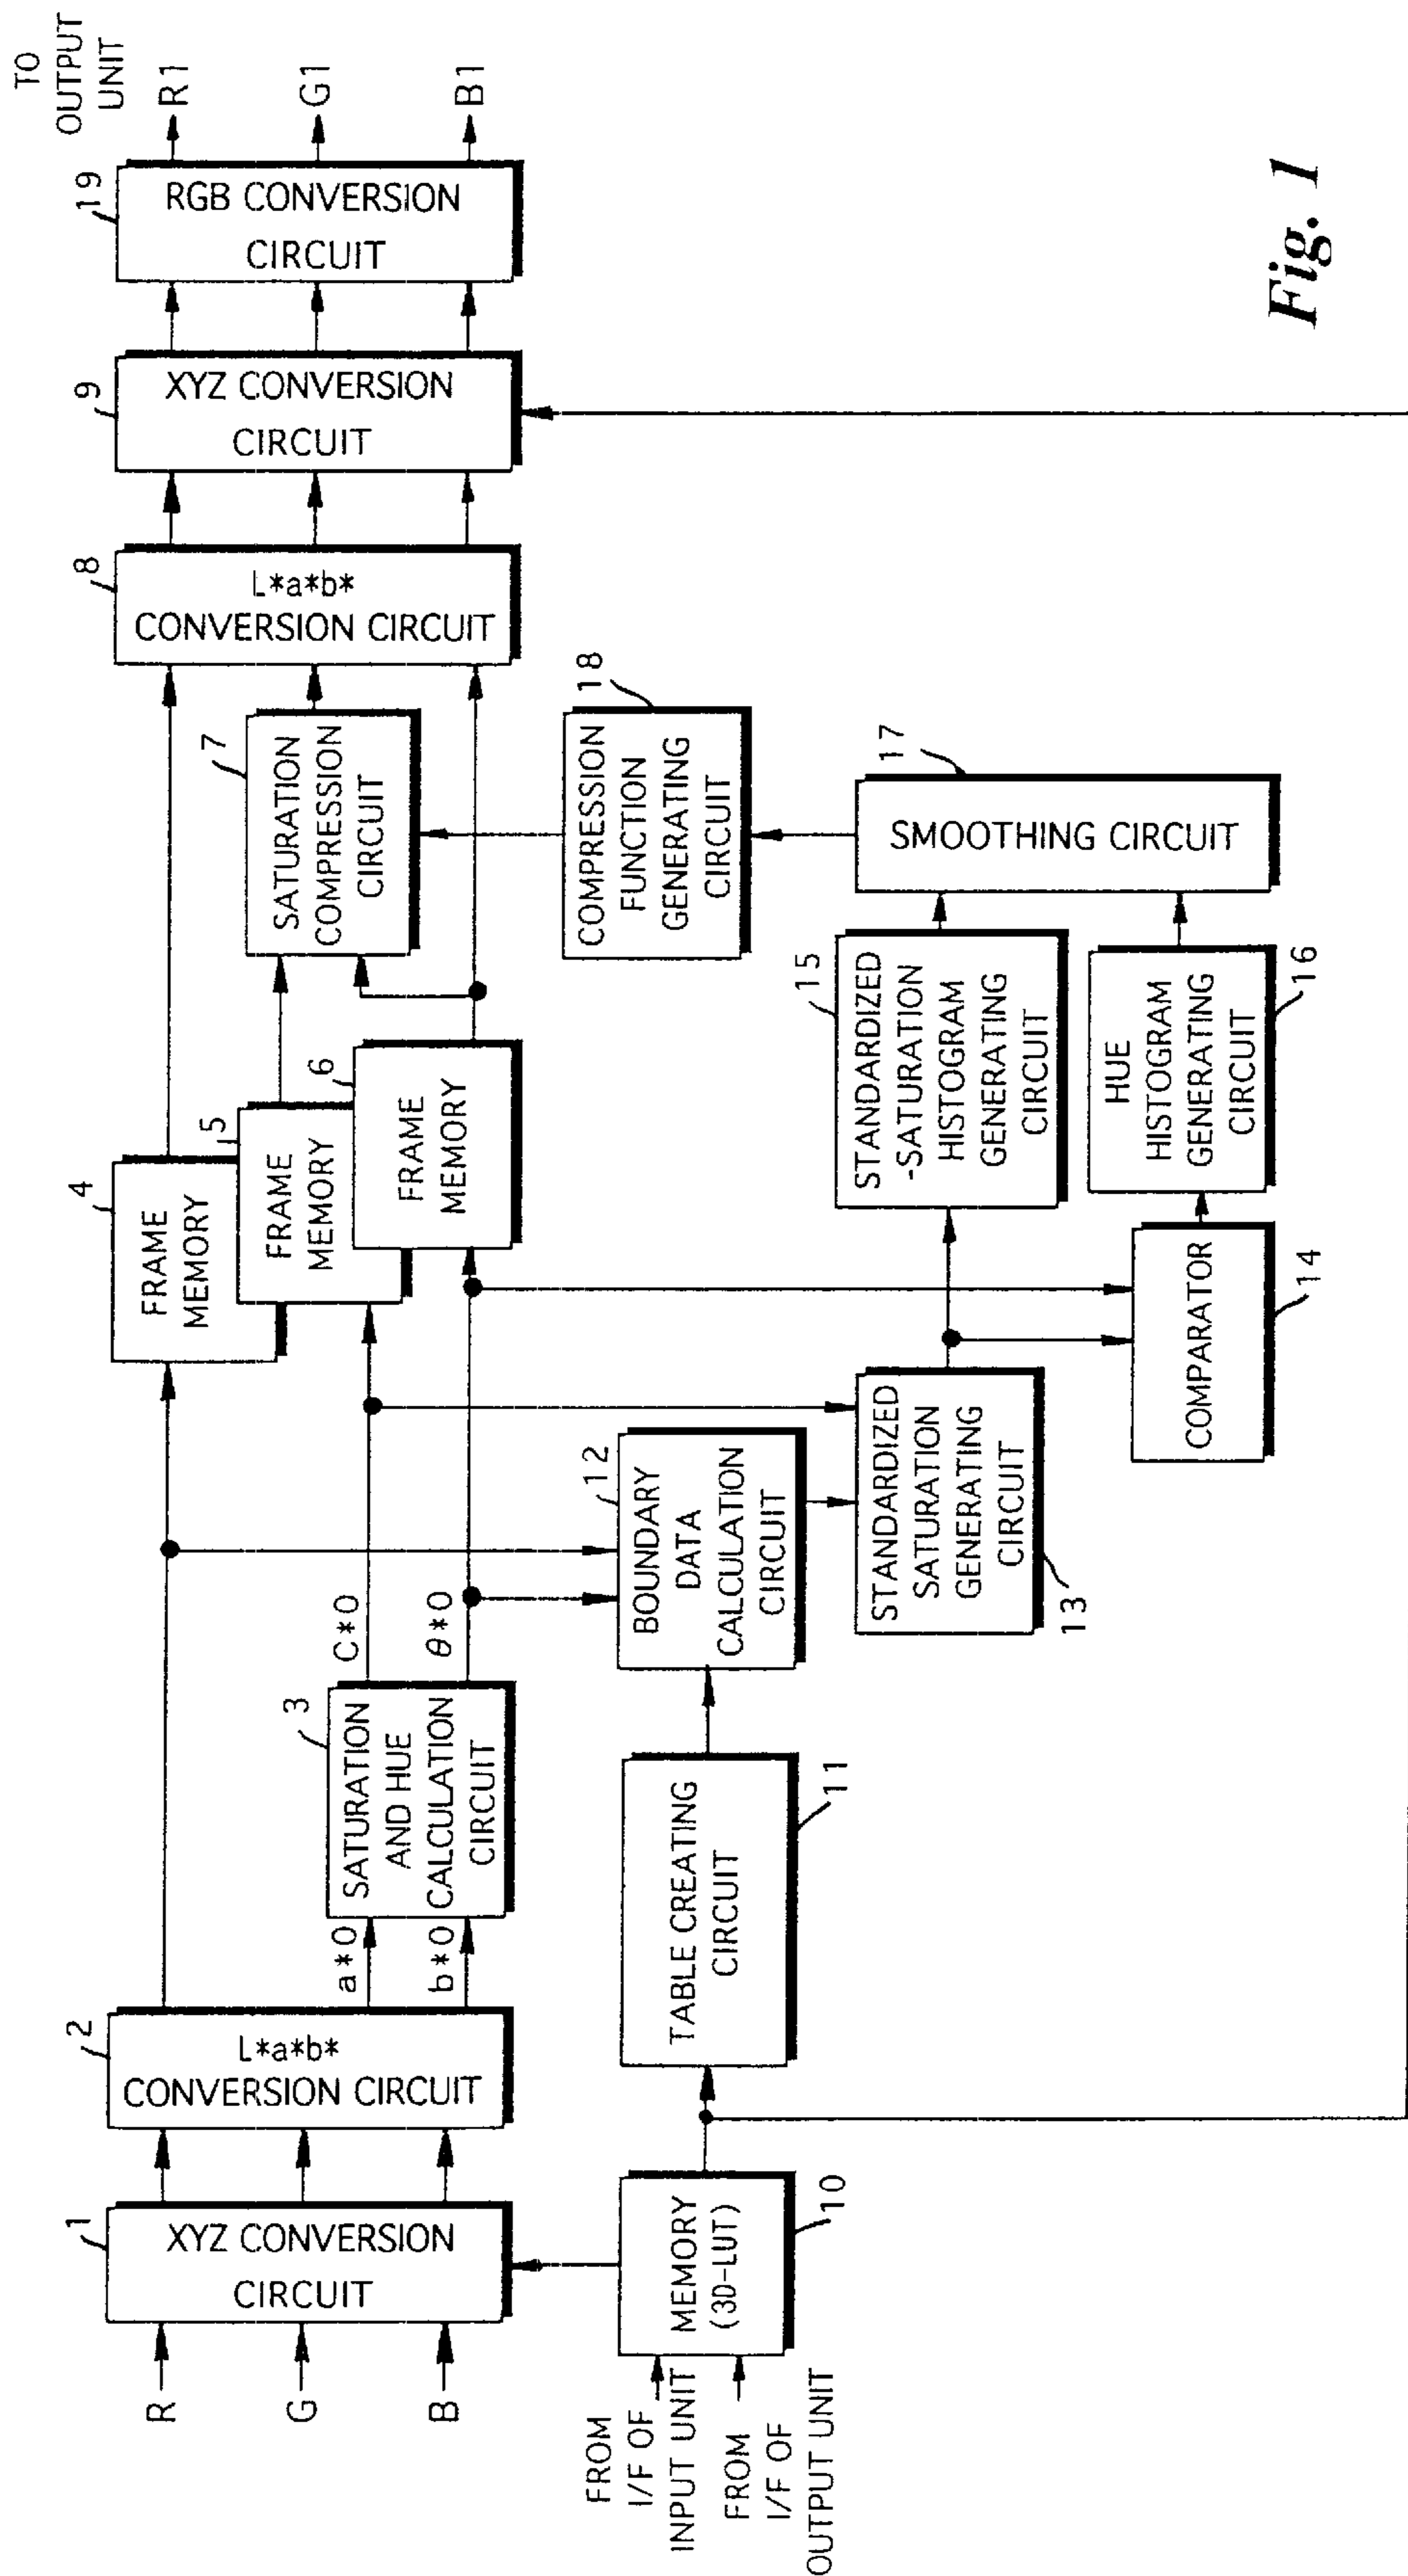 R
G
B
1
XYZ CONVERSION
CIRCUIT
2
L*a*b*
CONVERSION CIRCUIT
a*0
b*0
3
SATURATION
AND HUE
CALCULATION
CIRCUIT
C*0
θ*0
4
FRAME
MEMORY
5
FRAME
MEMORY
6
FRAME
MEMORY
7
SATURATION
COMPRESSION
CIRCUIT
8
L*a*b*
CONVERSION CIRCUIT
9
XYZ CONVERSION
CIRCUIT
19
RGB CONVERSION
CIRCUIT
TO
OUTPUT
UNIT
R1
G1
B1
FROM
I/F OF
INPUT UNIT
FROM
I/F OF
OUTPUT UNIT
MEMORY
(3D-LUT)
10
TABLE CREATING
CIRCUIT
11
12
BOUNDARY
DATA
CALCULATION
CIRCUIT
STANDARDIZED
SATURATION
GENERATING
CIRCUIT
13
COMPARATOR
14
15
STANDARDIZED
-SATURATION
HISTOGRAM
GENERATING
CIRCUIT
HUE
HISTOGRAM
GENERATING
CIRCUIT
16
17
SMOOTHING CIRCUIT
18
COMPRESSION
FUNCTION
GENERATING
CIRCUIT
Fig. 1